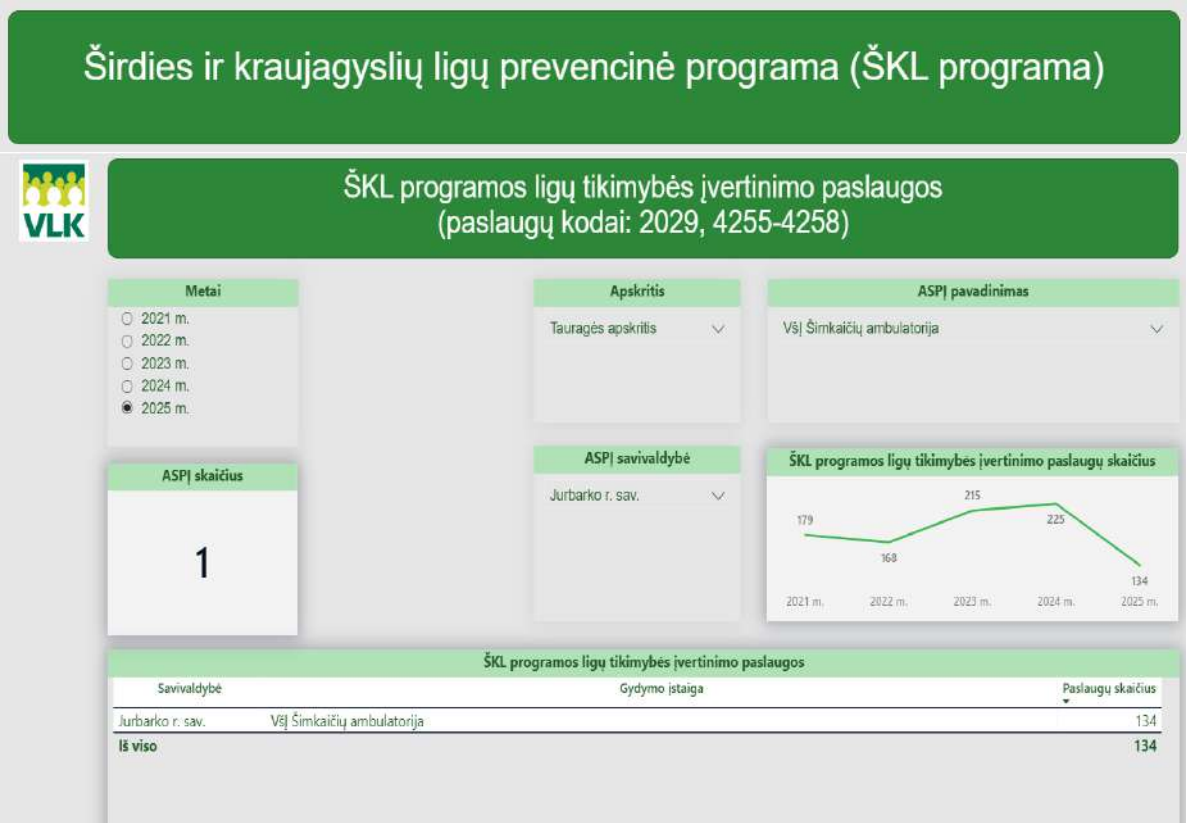 Širdies ir kraujagyslių ligų prevencinė programa (ŠKL programa)
VLK
ŠKL programos ligų tikimybės įvertinimo paslaugos
(paslaugų kodai: 2029, 4255-4258)
Metai
2021 m.
2022 m.
2023 m.
2024 m.
2025 m.
Apskritis
Tauragės apskritis
ASPĮ pavadinimas
VšĮ Šimkaičių ambulatorija
ASPĮ skaičius
1
ASPĮ savivaldybė
Jurbarko r. sav.
ŠKL programos ligų tikimybės įvertinimo paslaugų skaičius
179
168
215
225
134
2021 m. 2022 m. 2023 m. 2024 m. 2025 m.
ŠKL programos ligų tikimybės įvertinimo paslaugos
Savivaldybė Gydymo įstaiga Paslaugų skaičius
Jurbarko r. sav. VšĮ Šimkaičių ambulatorija 134
Iš viso 134